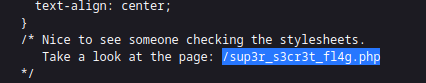 text-align: center;
}
/* Nice to see someone checking the stylesheets.
Take a look at the page: /sup3r_s3cr3t_fl4g.php
*/